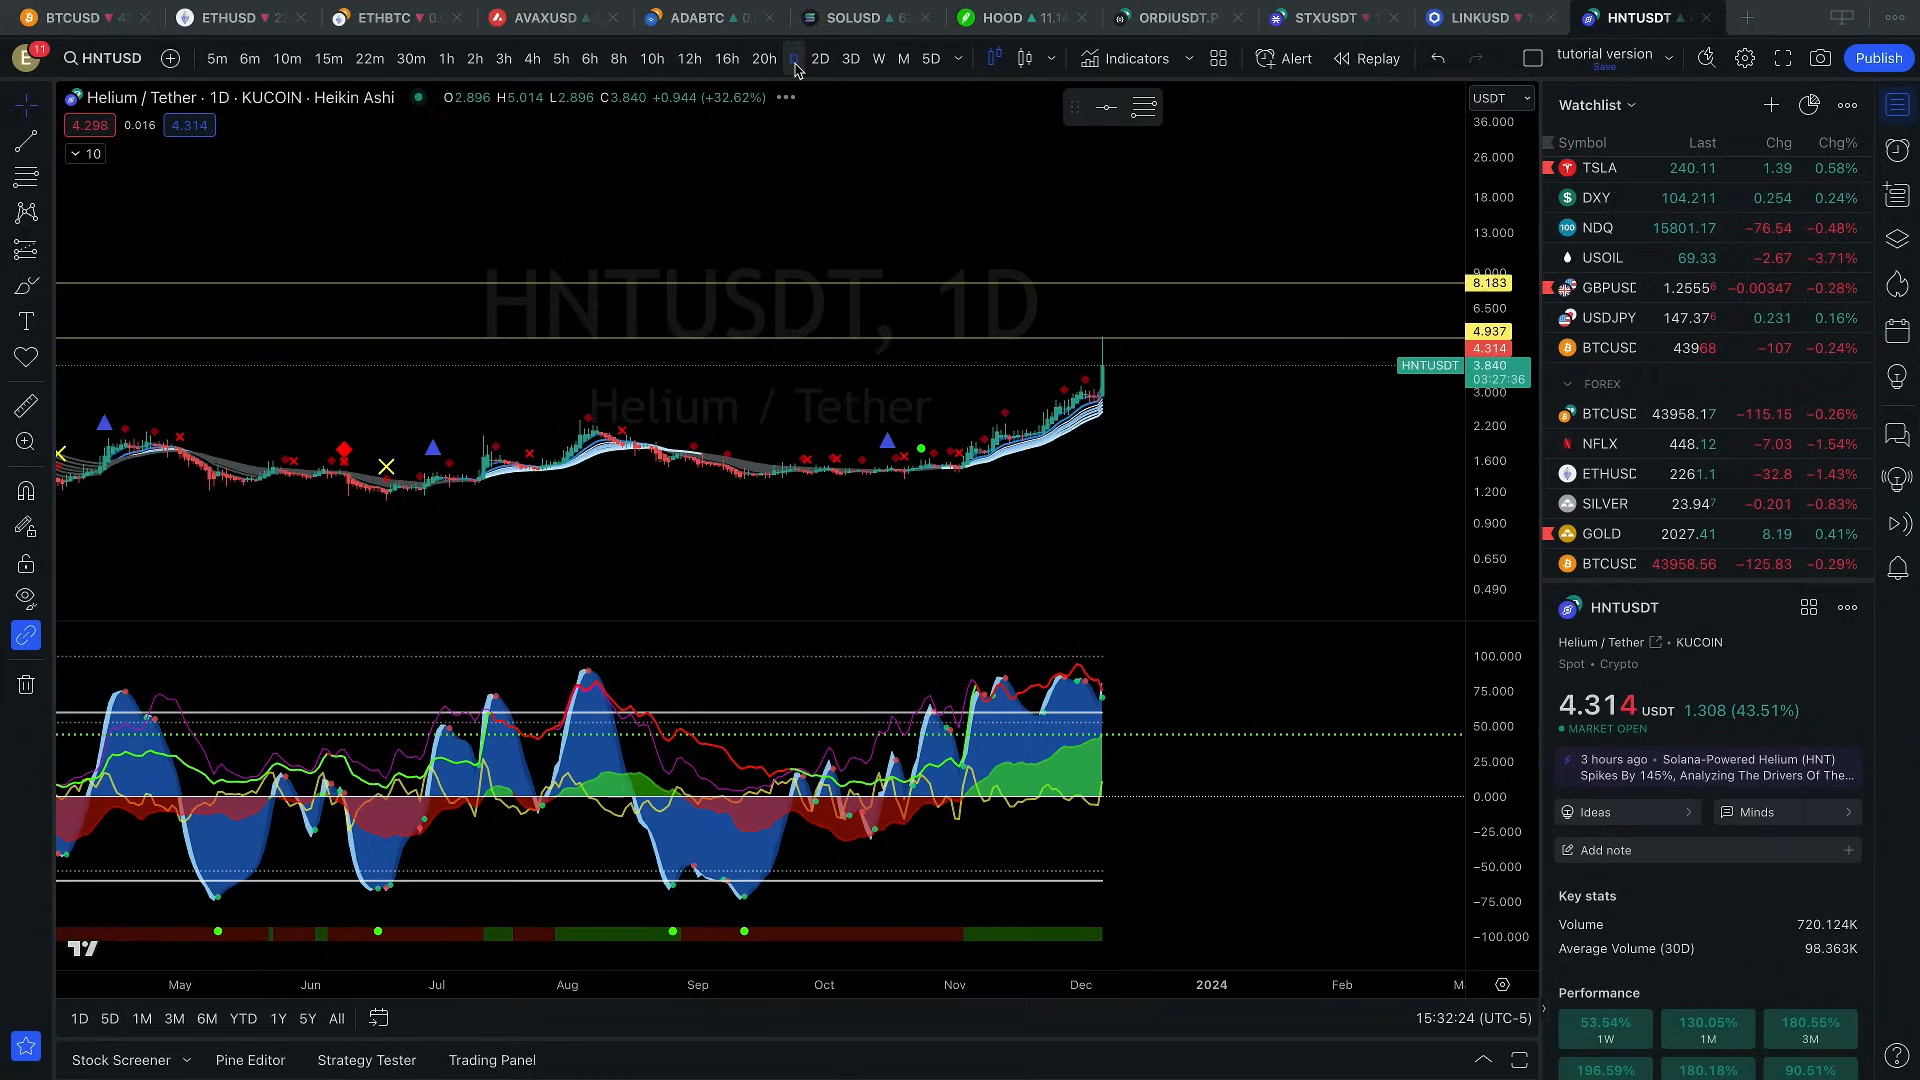 BTCUSD ETHUSD ETHBTC AVAXUSD ADABTC SOLUSD HOOD 11.14 ORDIUSDT.P STXUSDT LINKUSD HNTUSDT
E 11 HNTUSD 5m 6m 10m 15m 22m 30m 1h 2h 3h 4h 5h 6h 8h 10h 12h 16h 20h D 2D 3D W M 5D Indicators Alert Replay tutorial version Save Publish
Helium / Tether · 1D · KUCOIN · Heikin Ashi O2.896 H5.014 L2.896 C3.840 +0.944 (+32.62%)
4.298 0.016 4.314
10
HNTUSDT, 1D
Helium / Tether
USDT
36.000
26.000
18.000
13.000
9.000
8.183
6.500
4.937
4.314
HNTUSDT 3.840
03:27:36
3.000
2.200
1.600
1.200
0.900
0.650
0.490
100.000
75.000
50.000
25.000
0.000
−25.000
−50.000
−75.000
−100.000
May Jun Jul Aug Sep Oct Nov Dec 2024 Feb
1D 5D 1M 3M 6M YTD 1Y 5Y All 15:32:24 (UTC-5)
Stock Screener Pine Editor Strategy Tester Trading Panel
Watchlist
Symbol Last Chg Chg%
TSLA 240.11 1.39 0.58%
DXY 104.211 0.254 0.24%
100 NDQ 15801.17 −76.54 −0.48%
USOIL 69.33 −2.67 −3.71%
GBPUSD 1.25556 −0.00347 −0.28%
USDJPY 147.376 0.231 0.16%
BTCUSD 43968 −107 −0.24%
FOREX
BTCUSD 43958.17 −115.15 −0.26%
NFLX 448.12 −7.03 −1.54%
ETHUSD 2261.1 −32.8 −1.43%
SILVER 23.947 −0.201 −0.83%
GOLD 2027.41 8.19 0.41%
BTCUSD 43958.56 −125.83 −0.29%
HNTUSDT
Helium / Tether • KUCOIN
Spot • Crypto
4.314 USDT 1.308 (43.51%)
MARKET OPEN
3 hours ago • Solana-Powered Helium (HNT)
Spikes By 145%, Analyzing The Drivers Of The...
Ideas Minds
Add note
Key stats
Volume 720.124K
Average Volume (30D) 98.363K
Performance
53.54% 130.05% 180.55%
1W 1M 3M
196.59% 180.18% 90.51%